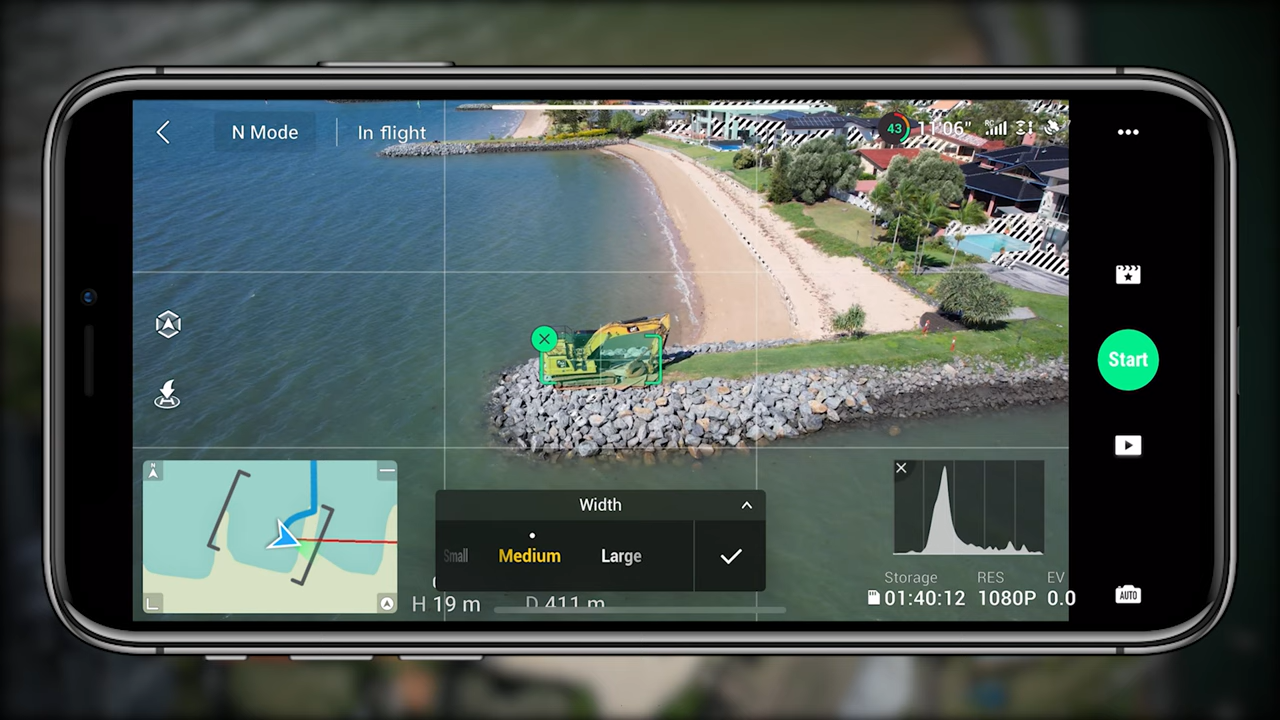 N Mode
In flight
43
11'06"
RC
Start
N
Width
Small
Medium
Large
H 19 m
D 411 m
Storage
RES
EV
01:40:12
1080P
0.0
AUTO